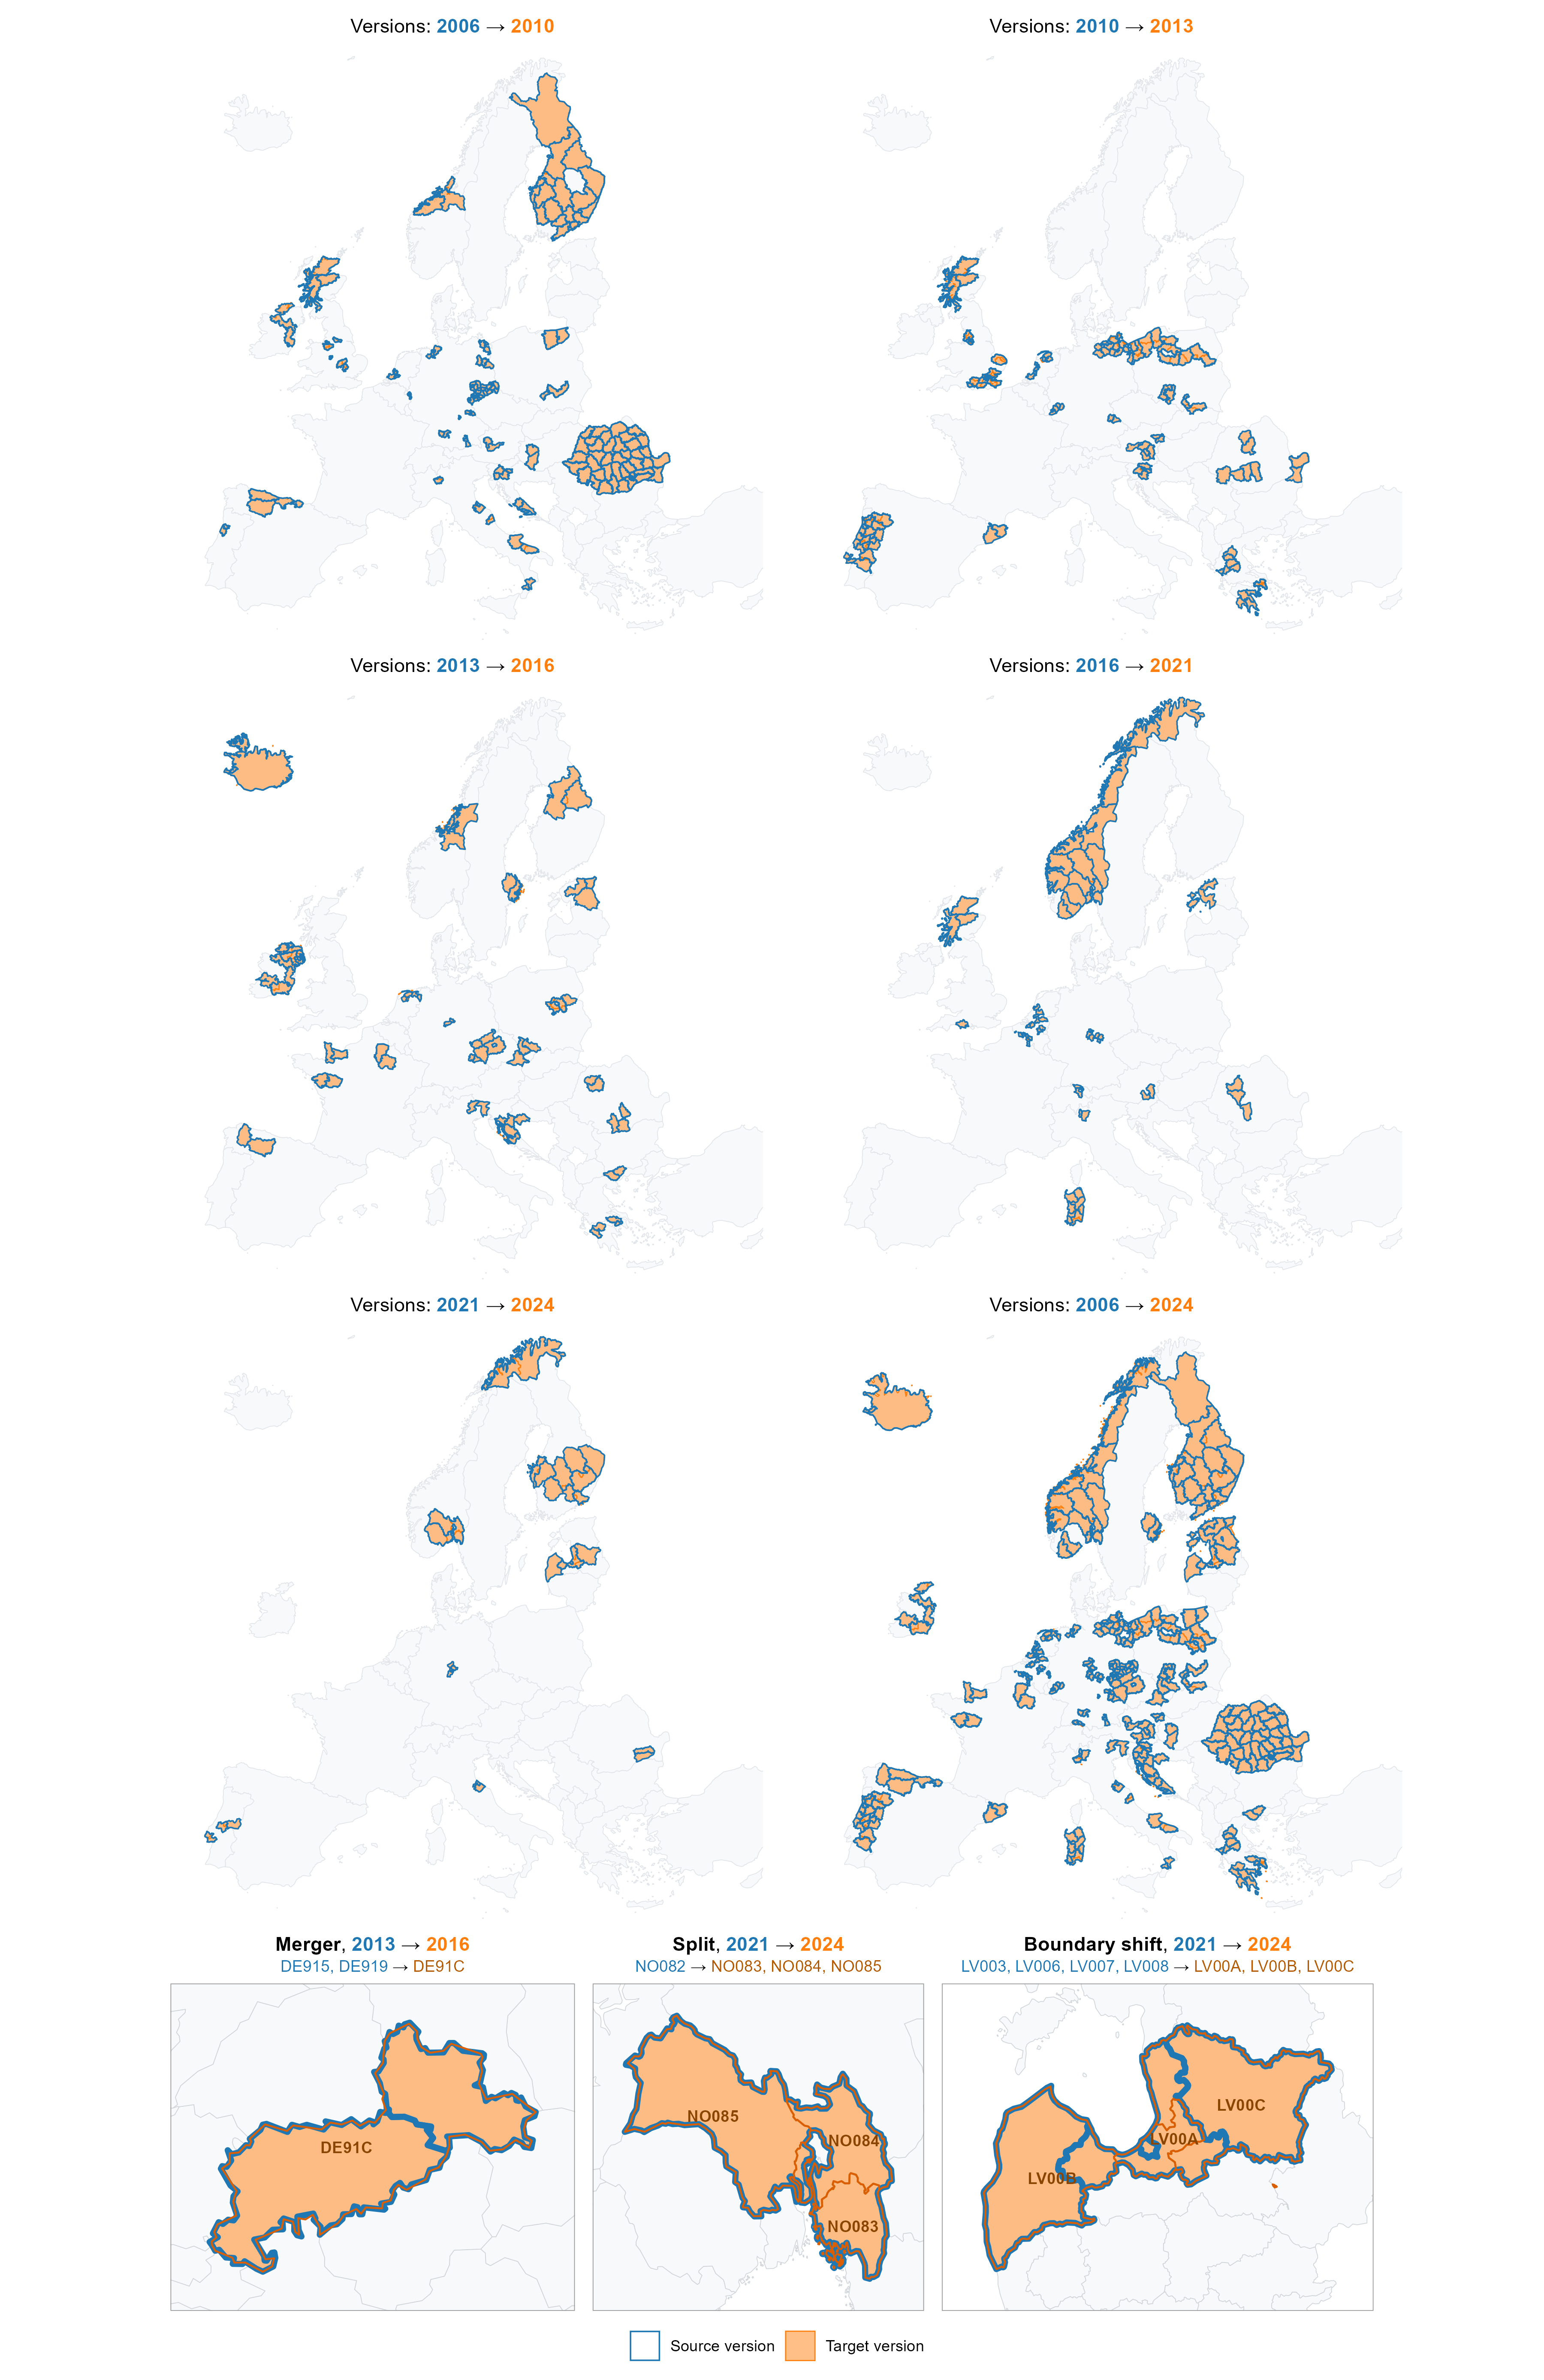 Versions: 2006 → 2010
Versions: 2010 → 2013
Versions: 2013 → 2016
Versions: 2016 → 2021
Versions: 2021 → 2024
Versions: 2006 → 2024
Merger, 2013 → 2016
DE915, DE919 → DE91C
DE91C
Split, 2021 → 2024
NO082 → NO083, NO084, NO085
NO085
NO084
NO083
Boundary shift, 2021 → 2024
LV003, LV006, LV007, LV008 → LV00A, LV00B, LV00C
LV00C
LV00A
LV00B
Source version
Target version